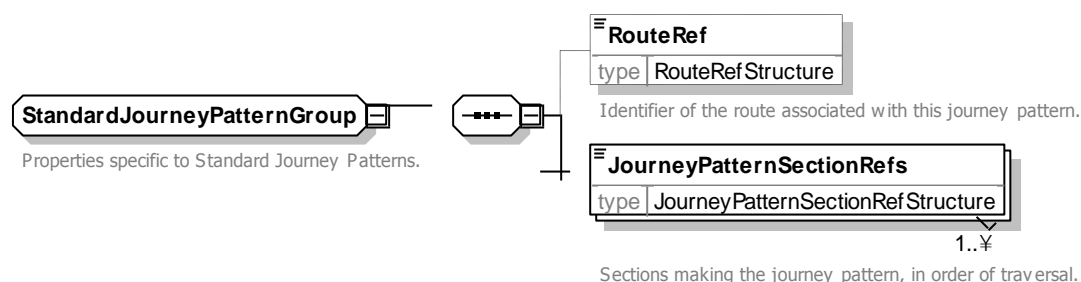 RouteRef
type RouteRefStructure
Identifier of the route associated with this journey pattern.
StandardJourneyPatternGroup
Properties specific to Standard Journey Patterns.
JourneyPatternSectionRefs
type JourneyPatternSectionRefStructure
1..¥
Sections making the journey pattern, in order of traversal.